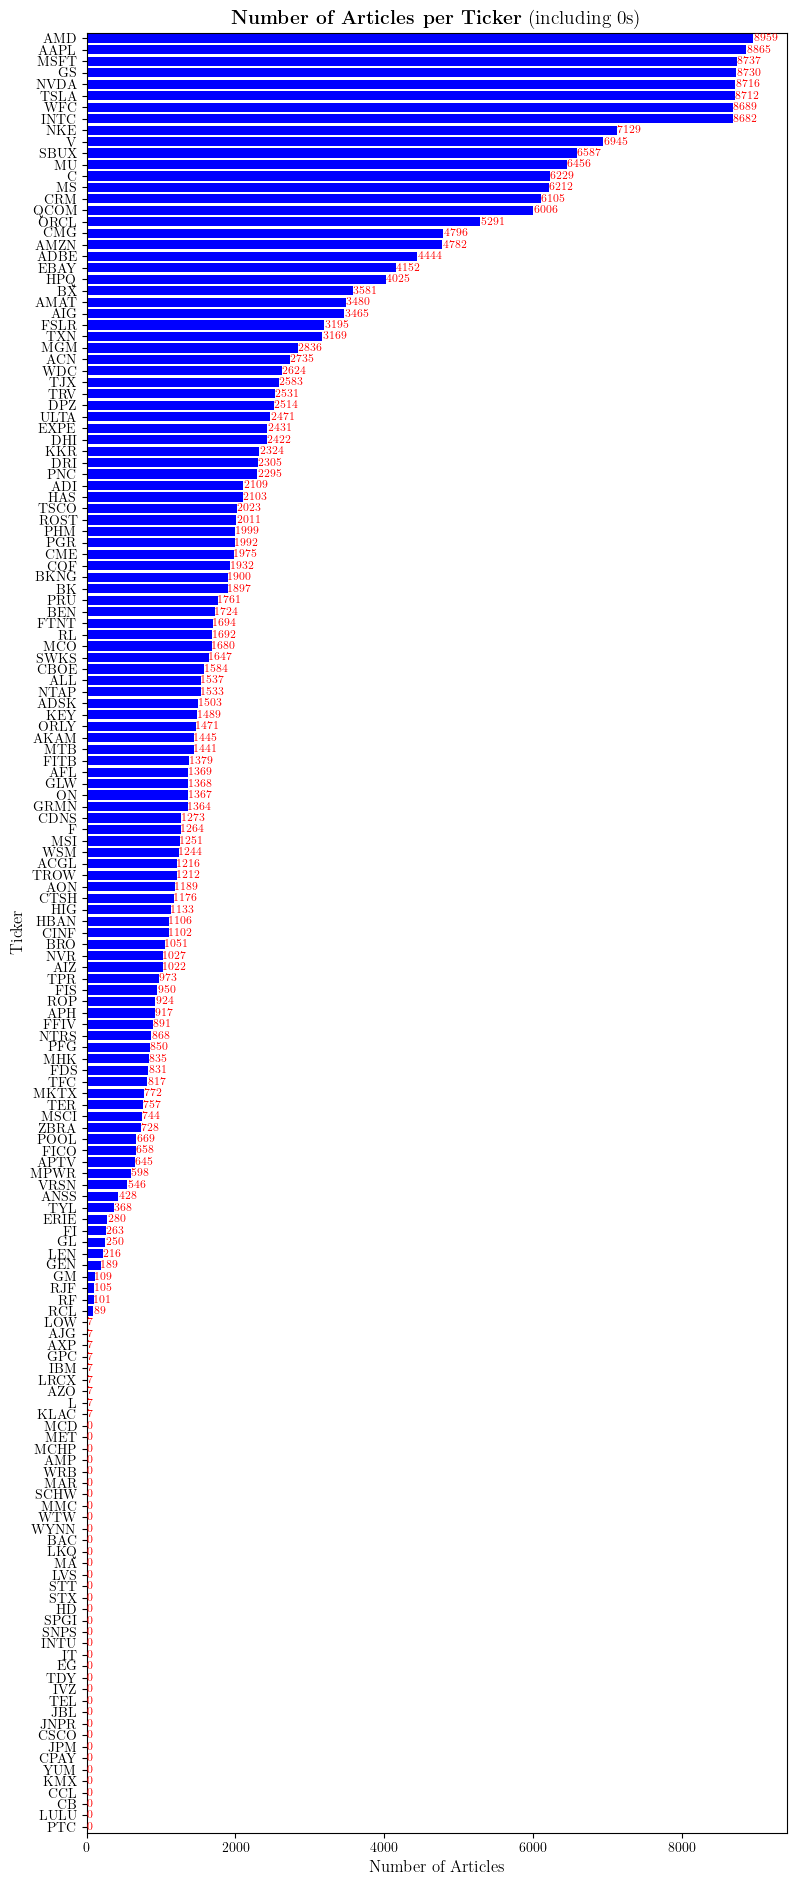 Number of Articles per Ticker (including 0s)
AMD 8959
AAPL 8865
MSFT 8737
GS 8730
NVDA 8716
TSLA 8712
WFC 8689
INTC 8682
NKE 7129
V 6945
SBUX 6587
MU 6456
C 6229
MS 6212
CRM 6105
QCOM 6006
ORCL 5291
CMG 4796
AMZN 4782
ADBE 4444
EBAY 4152
HPQ 4025
BX 3581
AMAT 3480
AIG 3465
FSLR 3195
TXN 3169
MGM 2836
ACN 2735
WDC 2624
TJX 2583
TRV 2531
DPZ 2514
ULTA 2471
EXPE 2431
DHI 2422
KKR 2324
DRI 2305
PNC 2295
ADI 2109
HAS 2103
TSCO 2023
ROST 2011
PHM 1999
PGR 1992
CME 1975
COF 1932
BKNG 1900
BK 1897
PRU 1761
BEN 1724
FTNT 1694
RL 1692
MCO 1680
SWKS 1647
CBOE 1584
ALL 1537
NTAP 1533
ADSK 1503
KEY 1489
ORLY 1471
AKAM 1445
MTB 1441
FITB 1379
AFL 1369
GLW 1368
ON 1367
GRMN 1364
CDNS 1273
F 1264
MSI 1251
WSM 1244
ACGL 1216
TROW 1212
AON 1189
CTSH 1176
HIG 1133
HBAN 1106
CINF 1102
BRO 1051
NVR 1027
AIZ 1022
TPR 973
FIS 950
ROP 924
APH 917
FFIV 891
NTRS 868
PFG 850
MHK 835
FDS 831
TFC 817
MKTX 772
TER 757
MSCI 744
ZBRA 728
POOL 669
FICO 658
APTV 645
MPWR 598
VRSN 546
ANSS 428
TYL 368
ERIE 280
FI 263
GL 250
LEN 216
GEN 189
GM 109
RJF 105
RF 101
RCL 89
LOW 7
AJG 7
AXP 7
GPC 7
IBM 7
LRCX 7
AZO 7
L 7
KLAC 7
MCD 0
MET 0
MCHP 0
AMP 0
WRB 0
MAR 0
SCHW 0
MMC 0
WTW 0
WYNN 0
BAC 0
LKQ 0
MA 0
LVS 0
STT 0
STX 0
HD 0
SPGI 0
SNPS 0
INTU 0
IT 0
EG 0
TDY 0
IVZ 0
TEL 0
JBL 0
JNPR 0
CSCO 0
JPM 0
CPAY 0
YUM 0
KMX 0
CCL 0
CB 0
LULU 0
PTC 0
Ticker
0 2000 4000 6000 8000
Number of Articles